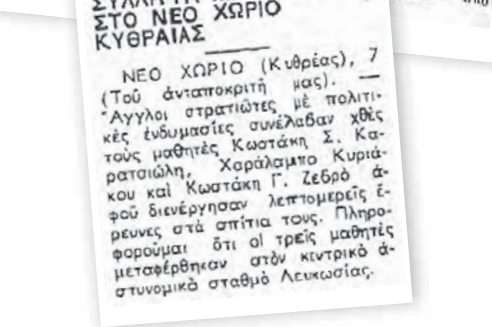 ΣΤΟ ΝΕΟ ΧΩΡΙΟ
ΚΥΘΡΑΙΑΣ
ΝΕΟ ΧΩΡΙΟ (Κυθρέας), 7
(Τοῦ ἀνταποκριτῆ μας). —
Ἄγγλοι στρατιῶτες μὲ πολιτι-
κὲς ἐνδυμασίες συνέλαβαν χθὲς
τοὺς μαθητὲς Κωστάκη Σ. Κα-
ρατσιώλη, Χαράλαμπο Κυριά-
κου καὶ Κωστάκη Γ. Ζεβρὸ ἀ-
φοῦ διενέργησαν λεπτομερεῖς ἔ-
ρευνες στὰ σπίτια τους. Πληρο-
φοροῦμαι ὅτι οἱ τρεῖς μαθητὲς
μεταφέρθηκαν στὸν κεντρικὸ ἀ-
στυνομικὸ σταθμὸ Λευκωσίας.